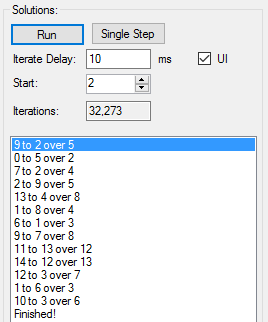 Solutions:
Run Single Step
Iterate Delay: 10 ms UI
Start: 2
Iterations: 32,273
9 to 2 over 5
0 to 5 over 2
7 to 2 over 4
2 to 9 over 5
13 to 4 over 8
1 to 8 over 4
6 to 1 over 3
9 to 7 over 8
11 to 13 over 12
14 to 12 over 13
12 to 3 over 7
1 to 6 over 3
10 to 3 over 6
Finished!